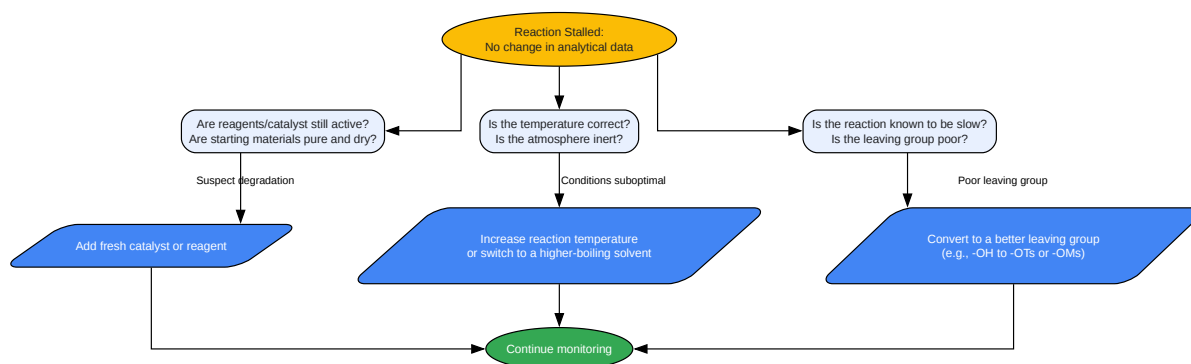 Reaction Stalled:
No change in analytical data
Are reagents/catalyst still active?
Are starting materials pure and dry?
Is the temperature correct?
Is the atmosphere inert?
Is the reaction known to be slow?
Is the leaving group poor?
Suspect degradation
Conditions suboptimal
Poor leaving group
Add fresh catalyst or reagent
Increase reaction temperature
or switch to a higher-boiling solvent
Convert to a better leaving group
(e.g., -OH to -OTs or -OMs)
Continue monitoring